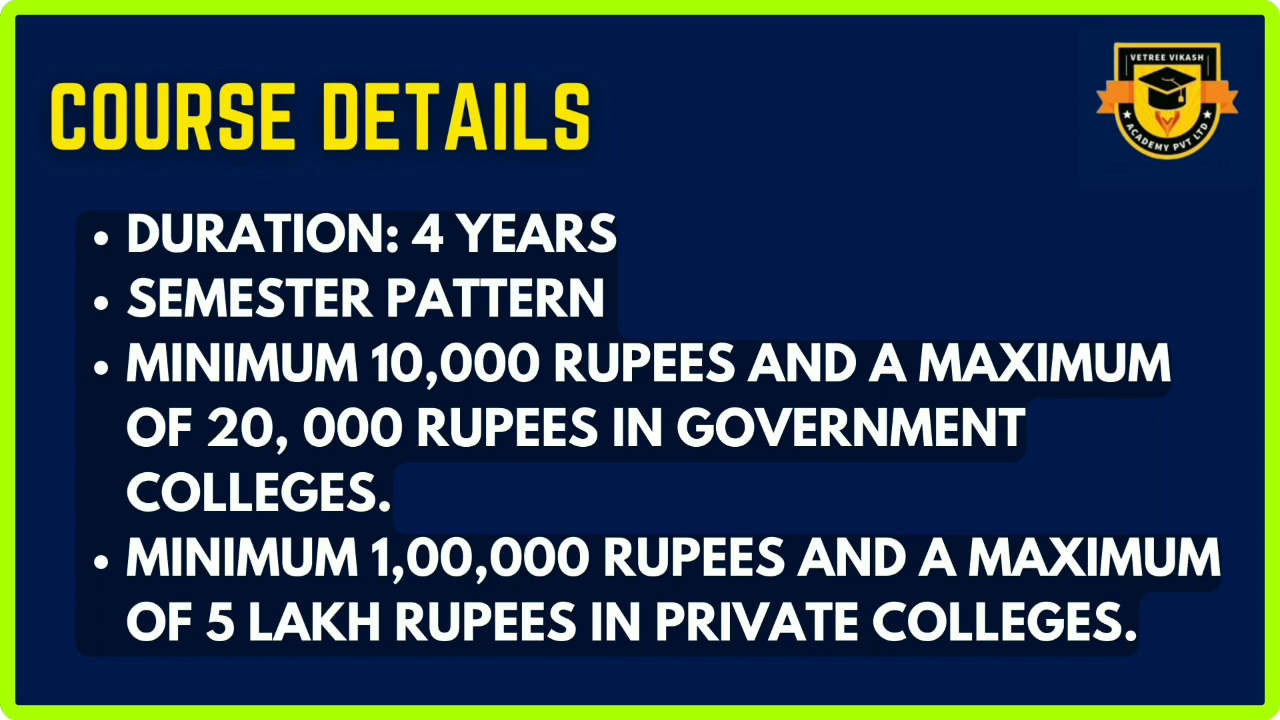 VETREE VIKASH
ACADEMY PVT LTD
COURSE DETAILS
• DURATION: 4 YEARS
• SEMESTER PATTERN
• MINIMUM 10,000 RUPEES AND A MAXIMUM
OF 20, 000 RUPEES IN GOVERNMENT
COLLEGES.
• MINIMUM 1,00,000 RUPEES AND A MAXIMUM
OF 5 LAKH RUPEES IN PRIVATE COLLEGES.